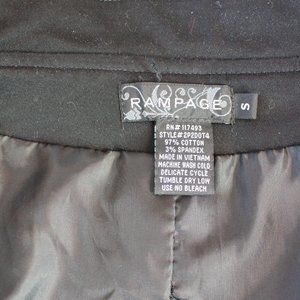 RAMPAGE
S
RN# 117493
STYLE# 2P2DOT4
97% COTTON
3% SPANDEX
MADE IN VIETNAM
MACHINE WASH COLD
DELICATE CYCLE
TUMBLE DRY LOW
USE NO BLEACH